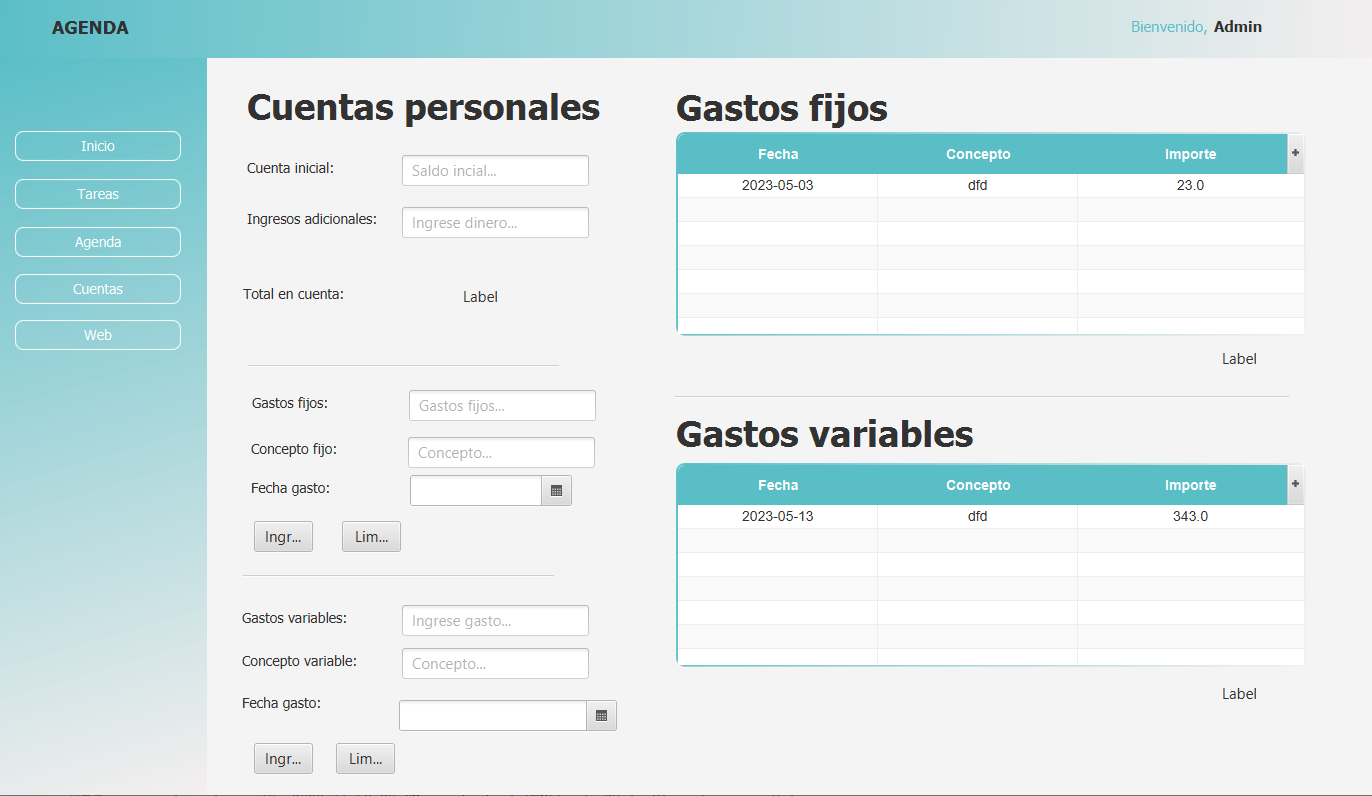 AGENDA
Bienvenido, Admin
Inicio
Tareas
Agenda
Cuentas
Web
Cuentas personales
Cuenta inicial:
Saldo incial...
Ingresos adicionales:
Ingrese dinero...
Total en cuenta:
Label
Gastos fijos:
Gastos fijos...
Concepto fijo:
Concepto...
Fecha gasto:
Ingr...
Lim...
Gastos variables:
Ingrese gasto...
Concepto variable:
Concepto...
Fecha gasto:
Ingr...
Lim...
Gastos fijos
Fecha Concepto Importe +
2023-05-03 dfd 23.0
Label
Gastos variables
Fecha Concepto Importe +
2023-05-13 dfd 343.0
Label